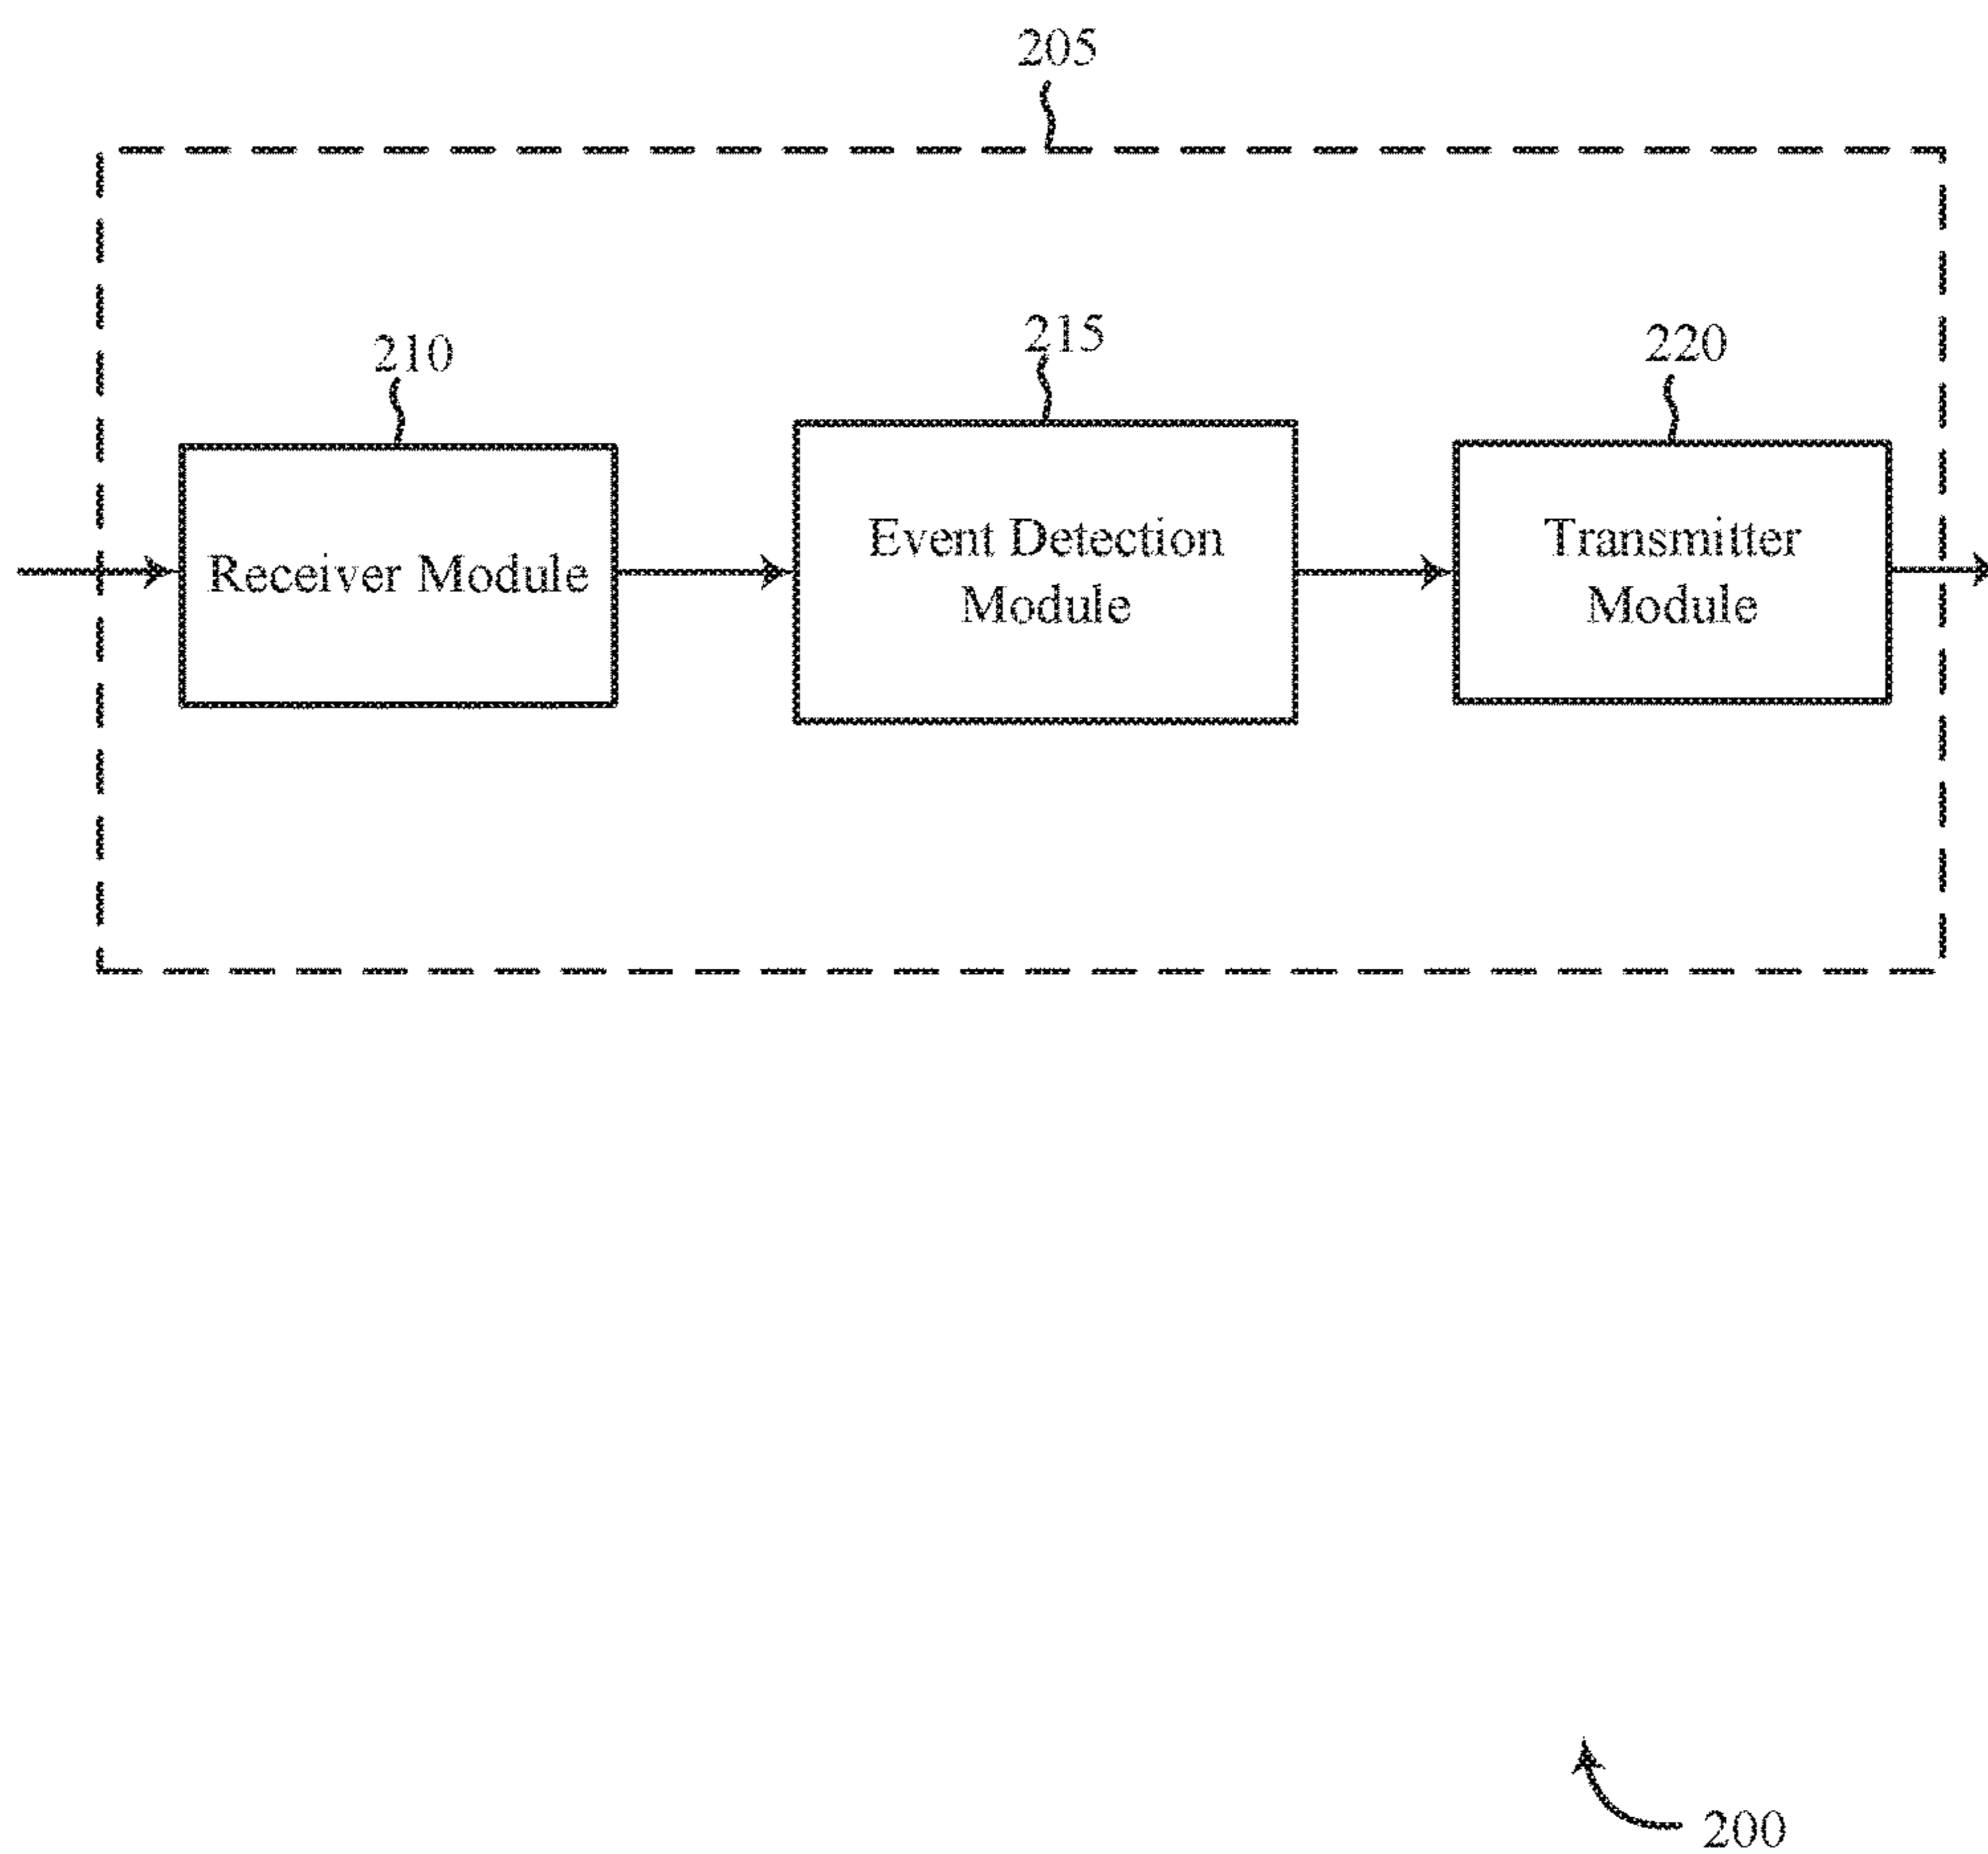 205
210
215
220
Receiver Module
Event Detection
Module
Transmitter
Module
200